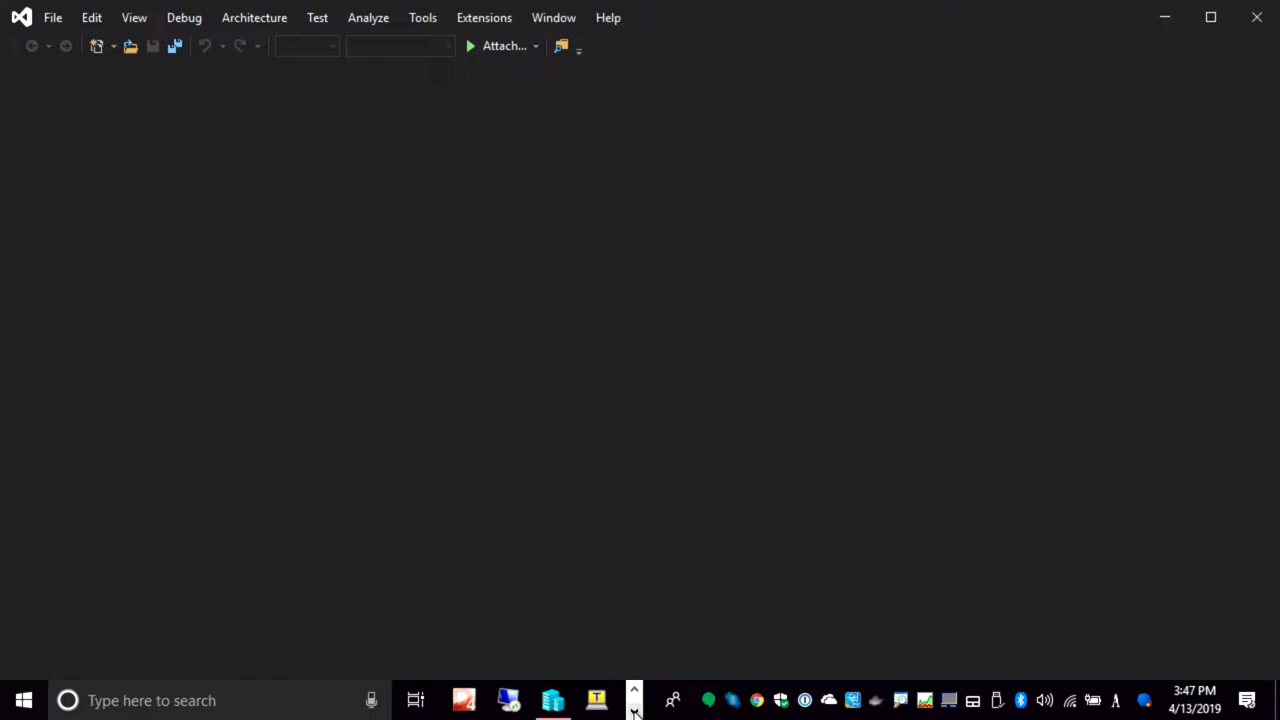 File Edit View Debug Architecture Test Analyze Tools Extensions Window Help
Attach...
Type here to search
3:47 PM
4/13/2019